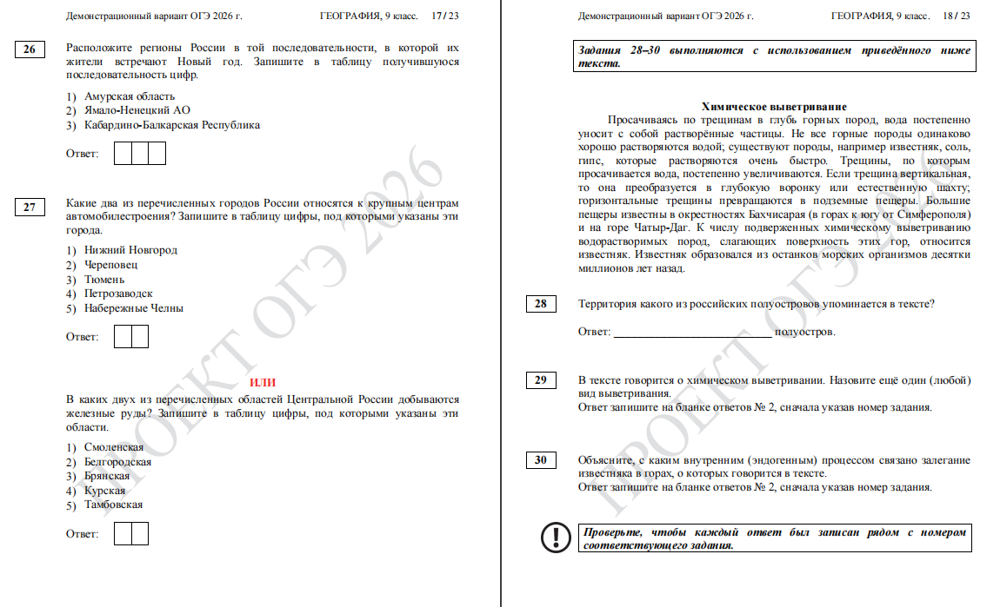 Демонстрационный вариант ОГЭ 2026 г. ГЕОГРАФИЯ, 9 класс. 17 / 23
26
Расположите регионы России в той последовательности, в которой их
жители встречают Новый год. Запишите в таблицу получившуюся
последовательность цифр.
1) Амурская область
2) Ямало-Ненецкий АО
3) Кабардино-Балкарская Республика
Ответ:
27
Какие два из перечисленных городов России относятся к крупным центрам
автомобилестроения? Запишите в таблицу цифры, под которыми указаны эти
города.
1) Нижний Новгород
2) Череповец
3) Тюмень
4) Петрозаводск
5) Набережные Челны
Ответ:
ИЛИ
В каких двух из перечисленных областей Центральной России добываются
железные руды? Запишите в таблицу цифры, под которыми указаны эти
области.
1) Смоленская
2) Белгородская
3) Брянская
4) Курская
5) Тамбовская
Ответ:
ПРОЕКТ ОГЭ 2026
Демонстрационный вариант ОГЭ 2026 г. ГЕОГРАФИЯ, 9 класс. 18 / 23
Задания 28–30 выполняются с использованием приведённого ниже
текста.
Химическое выветривание
Просачиваясь по трещинам в глубь горных пород, вода постепенно
уносит с собой растворённые частицы. Не все горные породы одинаково
хорошо растворяются водой; существуют породы, например известняк, соль,
гипс, которые растворяются очень быстро. Трещины, по которым
просачивается вода, постепенно увеличиваются. Если трещина вертикальная,
то она преобразуется в глубокую воронку или естественную шахту;
горизонтальные трещины превращаются в подземные пещеры. Большие
пещеры известны в окрестностях Бахчисарая (в горах к югу от Симферополя)
и на горе Чатыр-Даг. К числу подверженных химическому выветриванию
водорастворимых пород, слагающих поверхность этих гор, относится
известняк. Известняк образовался из останков морских организмов десятки
миллионов лет назад.
28
Территория какого из российских полуостровов упоминается в тексте?
Ответ: ____________________________ полуостров.
29
В тексте говорится о химическом выветривании. Назовите ещё один (любой)
вид выветривания.
Ответ запишите на бланке ответов № 2, сначала указав номер задания.
30
Объясните, с каким внутренним (эндогенным) процессом связано залегание
известняка в горах, о которых говорится в тексте.
Ответ запишите на бланке ответов № 2, сначала указав номер задания.
!
Проверьте, чтобы каждый ответ был записан рядом с номером
соответствующего задания.
ПРОЕКТ ОГЭ 2026